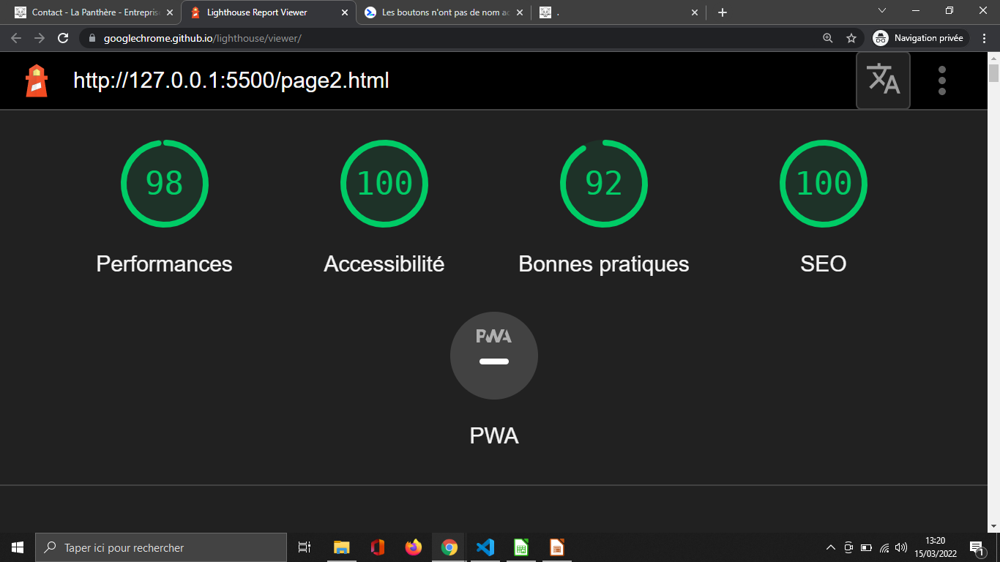 Contact - La Panthère - Entrepris
Lighthouse Report Viewer
Les boutons n'ont pas de nom ac
.
googlechrome.github.io/lighthouse/viewer/
Navigation privée
http://127.0.0.1:5500/page2.html
98
100
92
100
Performances
Accessibilité
Bonnes pratiques
SEO
PWA
PWA
Taper ici pour rechercher
13:20
15/03/2022
1